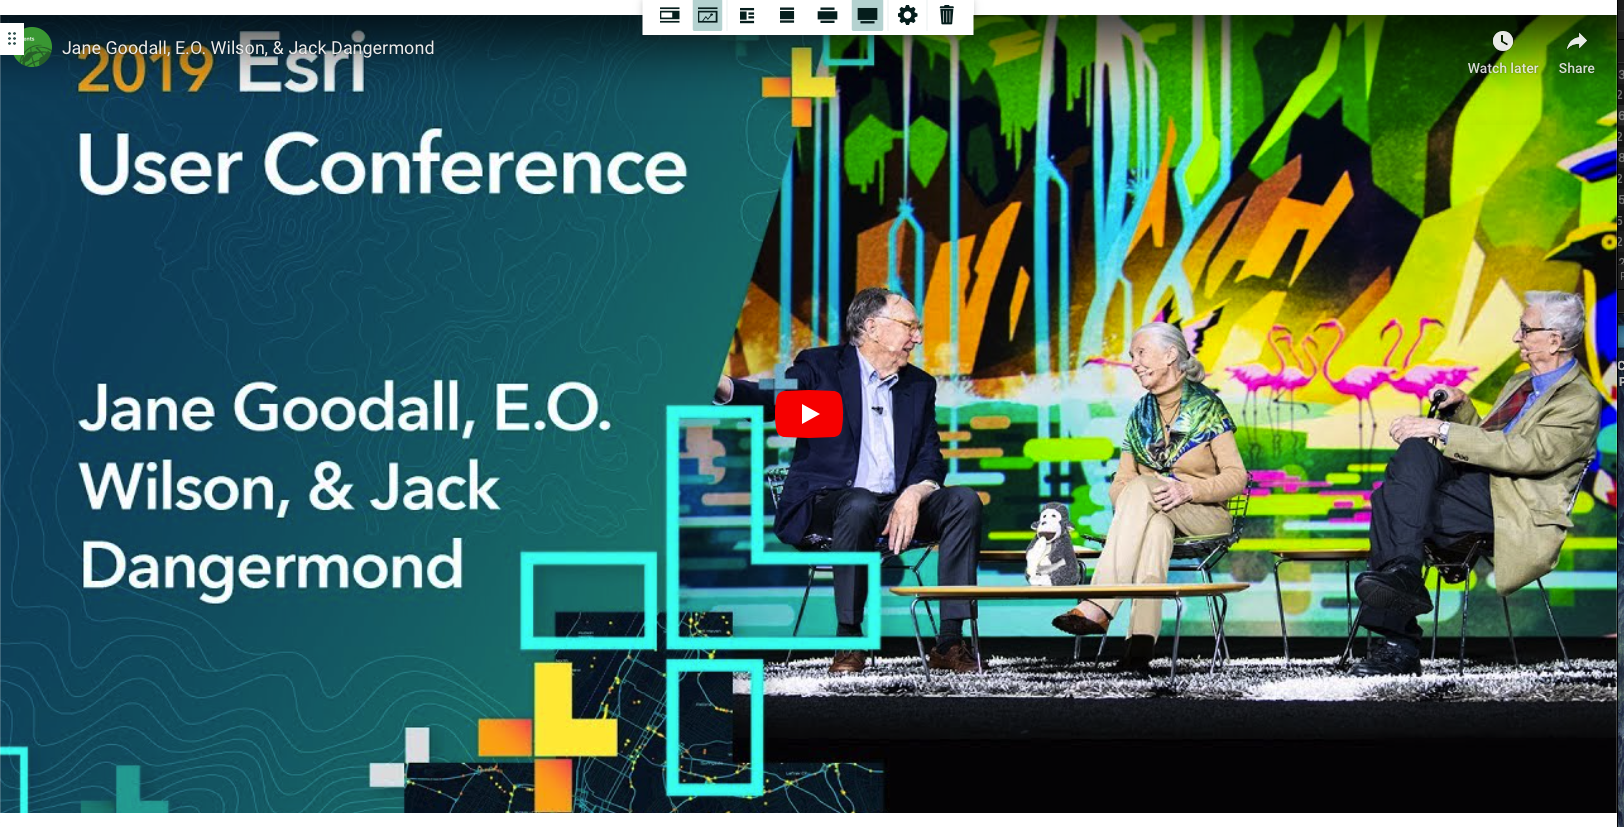 Jane Goodall, E.O. Wilson, & Jack Dangermond
Watch later
Share
2019 Esri
User Conference
Jane Goodall, E.O.
Wilson, & Jack
Dangermond